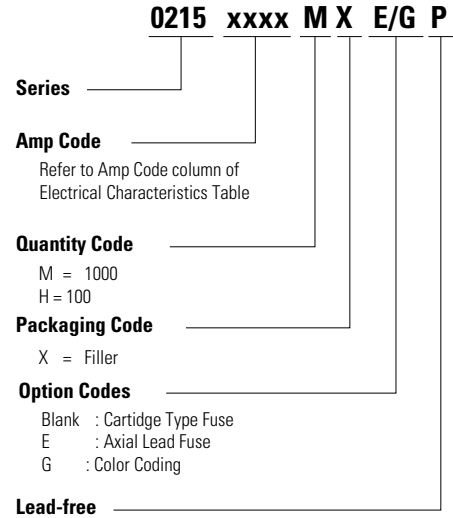 0215 xxxx M X E/G P
Series
Amp Code
Refer to Amp Code column of
Electrical Characteristics Table
Quantity Code
M = 1000
H = 100
Packaging Code
X = Filler
Option Codes
Blank : Cartidge Type Fuse
E : Axial Lead Fuse
G : Color Coding
Lead-free